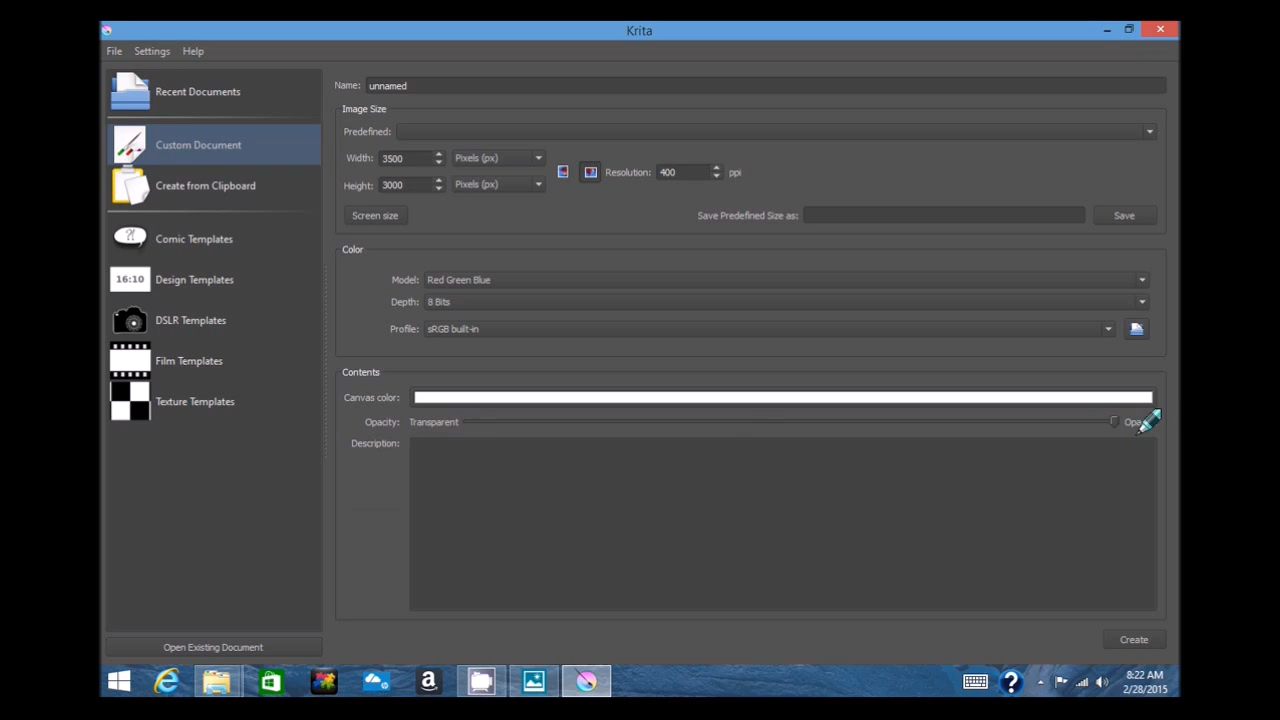 Krita
File Settings Help
Recent Documents
Custom Document
Create from Clipboard
?!
Comic Templates
16:10
Design Templates
DSLR Templates
Film Templates
Texture Templates
Open Existing Document
Name: unnamed
Image Size
Predefined:
Width: 3500 Pixels (px)
Height: 3000 Pixels (px)
Resolution: 400 ppi
Screen size
Save Predefined Size as: Save
Color
Model: Red Green Blue
Depth: 8 Bits
Profile: sRGB built-in
Contents
Canvas color:
Opacity: Transparent
Description:
Create
a
?
8:22 AM
2/28/2015